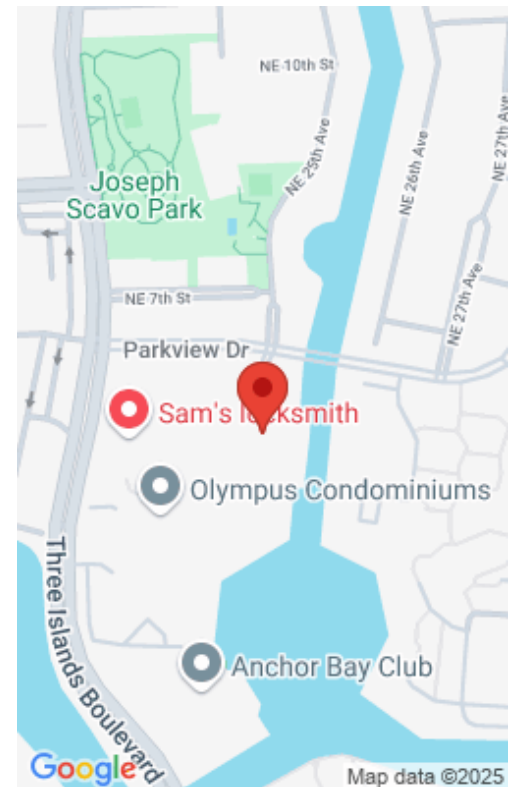 NE 10th St
NE 25th Ave
NE 26th Ave
NE 27th Ave
Joseph
Scavo Park
NE 7th St
NE 27th Ave
Parkview Dr
Sam's locksmith
Olympus Condominiums
Three Islands Boulevard
Anchor Bay Club
Google
Map data ©2025